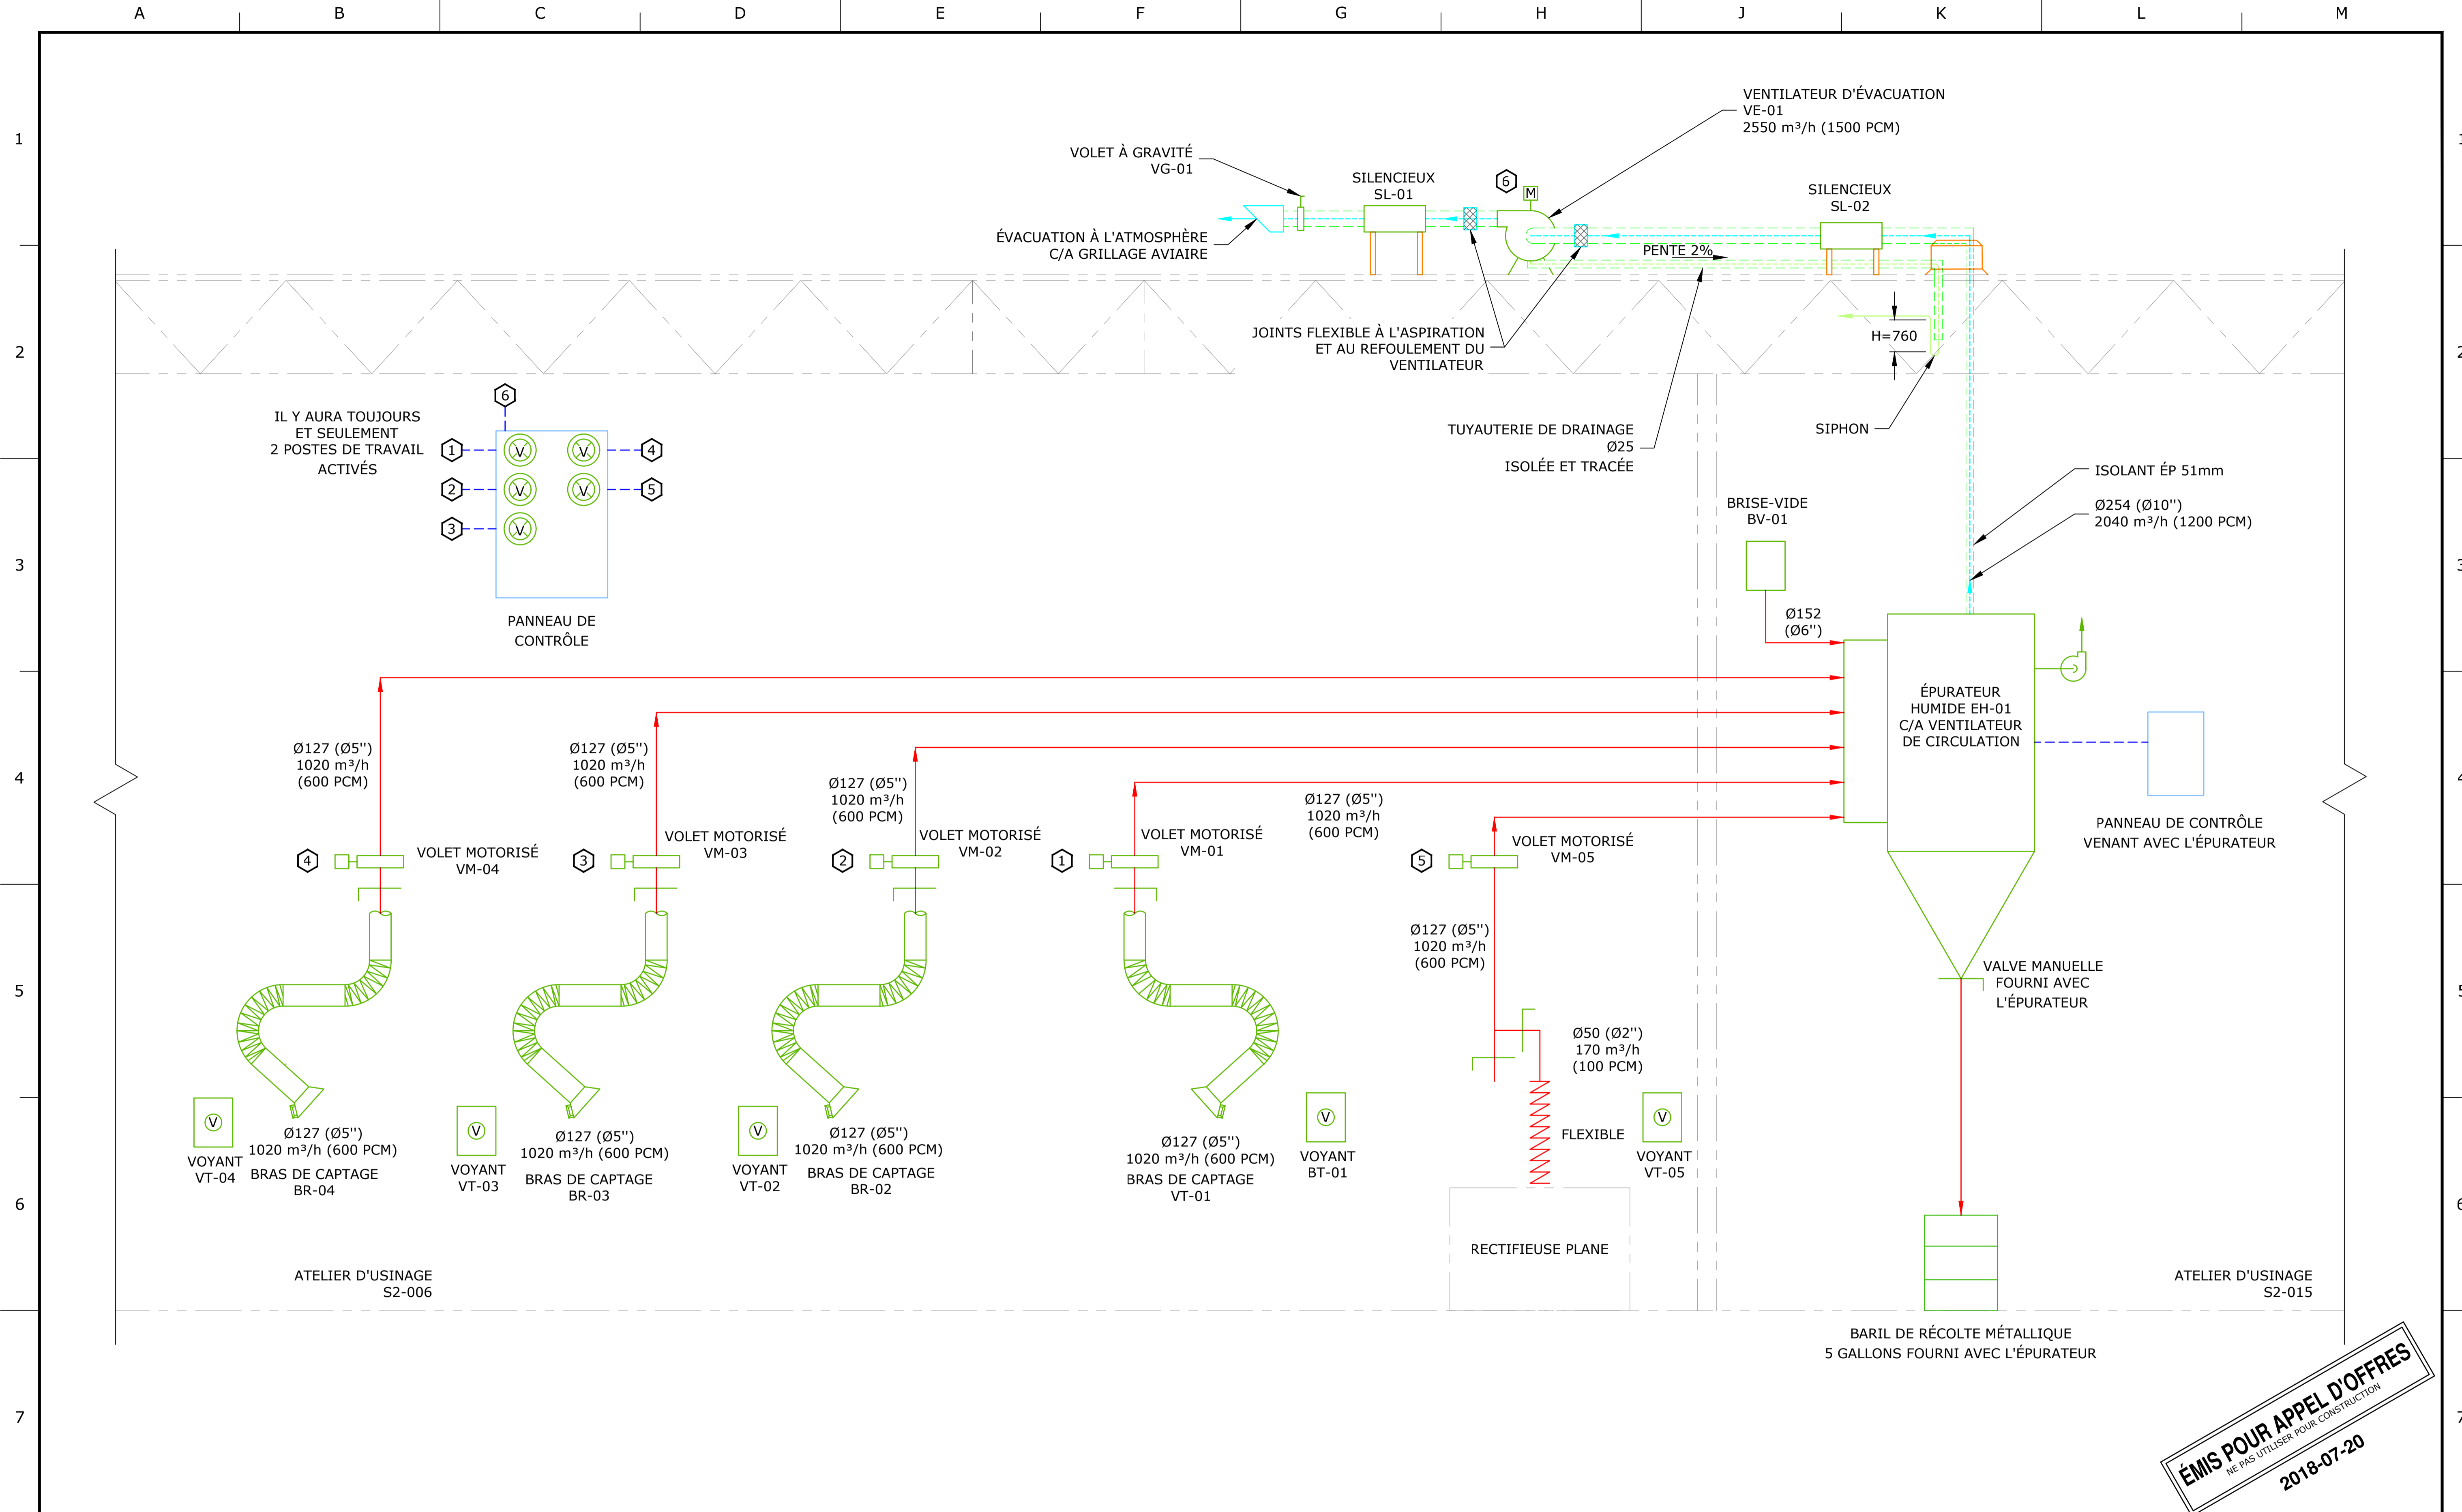 A B C D E F G H J K L M
1
VENTILATEUR D'ÉVACUATION
VE-01
2550 m³/h (1500 PCM)
VOLET À GRAVITÉ
VG-01
SILENCIEUX
SL-01
6
M
SILENCIEUX
SL-02
ÉVACUATION À L'ATMOSPHÈRE
C/A GRILLAGE AVIAIRE
PENTE 2%
2
JOINTS FLEXIBLE À L'ASPIRATION
ET AU REFOULEMENT DU
VENTILATEUR
H=760
TUYAUTERIE DE DRAINAGE
Ø25
ISOLÉE ET TRACÉE
SIPHON
IL Y AURA TOUJOURS
ET SEULEMENT
2 POSTES DE TRAVAIL
ACTIVÉS
6
1 V V 4
2 V V 5
3 V
PANNEAU DE
CONTRÔLE
ISOLANT ÉP 51mm
Ø254 (Ø10'')
2040 m³/h (1200 PCM)
BRISE-VIDE
BV-01
3
Ø152
(Ø6'')
ÉPURATEUR
HUMIDE EH-01
C/A VENTILATEUR
DE CIRCULATION
PANNEAU DE CONTRÔLE
VENANT AVEC L'ÉPURATEUR
4
Ø127 (Ø5'')
1020 m³/h
(600 PCM)
Ø127 (Ø5'')
1020 m³/h
(600 PCM)
Ø127 (Ø5'')
1020 m³/h
(600 PCM)
Ø127 (Ø5'')
1020 m³/h
(600 PCM)
4
VOLET MOTORISÉ
VM-04
3
VOLET MOTORISÉ
VM-03
2
VOLET MOTORISÉ
VM-02
1
VOLET MOTORISÉ
VM-01
5
VOLET MOTORISÉ
VM-05
Ø127 (Ø5'')
1020 m³/h
(600 PCM)
VALVE MANUELLE
FOURNI AVEC
L'ÉPURATEUR
5
Ø50 (Ø2'')
170 m³/h
(100 PCM)
FLEXIBLE
V
VOYANT
VT-04
Ø127 (Ø5'')
1020 m³/h (600 PCM)
BRAS DE CAPTAGE
BR-04
V
VOYANT
VT-03
Ø127 (Ø5'')
1020 m³/h (600 PCM)
BRAS DE CAPTAGE
BR-03
V
VOYANT
VT-02
Ø127 (Ø5'')
1020 m³/h (600 PCM)
BRAS DE CAPTAGE
BR-02
Ø127 (Ø5'')
1020 m³/h (600 PCM)
BRAS DE CAPTAGE
VT-01
V
VOYANT
BT-01
V
VOYANT
VT-05
6
RECTIFIEUSE PLANE
ATELIER D'USINAGE
S2-006
ATELIER D'USINAGE
S2-015
BARIL DE RÉCOLTE MÉTALLIQUE
5 GALLONS FOURNI AVEC L'ÉPURATEUR
7
ÉMIS POUR APPEL D'OFFRES
NE PAS UTILISER POUR CONSTRUCTION
2018-07-20